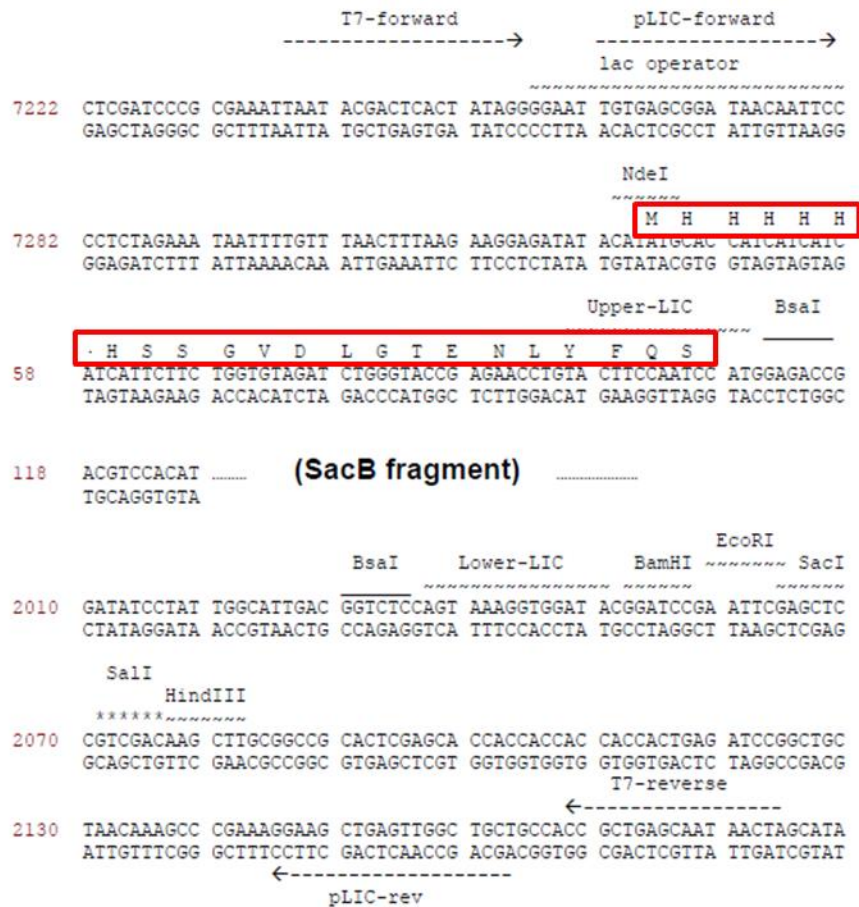 T7-forward pLIC-forward
--------------------→ --------------------→
lac operator
~~~~~~~~~~~~~~~~~~~~~~~~~~~
7222 CTCGATCCCG CGAAATTAAT ACGACTCACT ATAGGGGAAT TGTGAGCGGA TAACAATTCC
GAGCTAGGGC GCTTTAATTA TGCTGAGTGA TATCCCCTTA ACACTCGCCT ATTGTTAAGG
NdeI
~~~~~~
M H H H H H
7282 CCTCTAGAAA TAATTTTGTT TAACTTTAAG AAGGAGATAT ACATATGCAC CATCATCATC
GGAGATCTTT ATTAAAACAA ATTGAAATTC TTCCTCTATA TGTATACGTG GTAGTAGTAG
Upper-LIC BsaI
~~~~~~~~~~~~~~~~
· H S S G V D L G T E N L Y F Q S
58 ATCATTCTTC TGGTGTAGAT CTGGGTACCG AGAACCTGTA CTTCCAATCC ATGGAGACCG
TAGTAAGAAG ACCACATCTA GACCCATGGC TCTTGGACAT GAAGGTTAGG TACCTCTGGC
118 ACGTCCACAT ......... (SacB fragment) .....................
TGCAGGTGTA
EcoRI
BsaI Lower-LIC BamHI ~~~~~~~ SacI
~~~~~~~~~~~~~~~~ ~~~~~~ ~~~~~~
2010 GATATCCTAT TGGCATTGAC GGTCTCCAGT AAAGGTGGAT ACGGATCCGA ATTCGAGCTC
CTATAGGATA ACCGTAACTG CCAGAGGTCA TTTCCACCTA TGCCTAGGCT TAAGCTCGAG
SalI
HindIII
******~~~~~~~
2070 CGTCGACAAG CTTGCGGCCG CACTCGAGCA CCACCACCAC CACCACTGAG ATCCGGCTGC
GCAGCTGTTC GAACGCCGGC GTGAGCTCGT GGTGGTGGTG GTGGTGACTC TAGGCCGACG
T7-reverse
←------------------
2130 TAACAAAGCC CGAAAGGAAG CTGAGTTGGC TGCTGCCACC GCTGAGCAAT AACTAGCATA
ATTGTTTCGG GCTTTCCTTC GACTCAACCG ACGACGGTGG CGACTCGTTA TTGATCGTAT
←--------------------
pLIC-rev